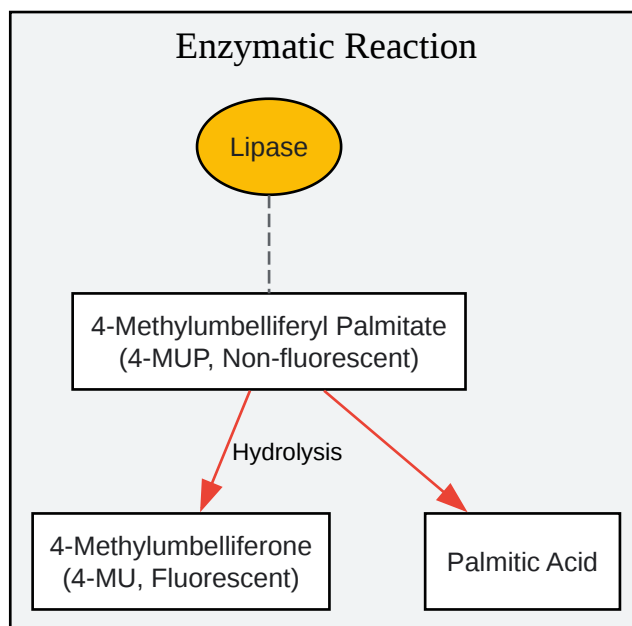 Enzymatic Reaction
Lipase
4-Methylumbelliferyl Palmitate
(4-MUP, Non-fluorescent)
Hydrolysis
4-Methylumbelliferone
(4-MU, Fluorescent)
Palmitic Acid